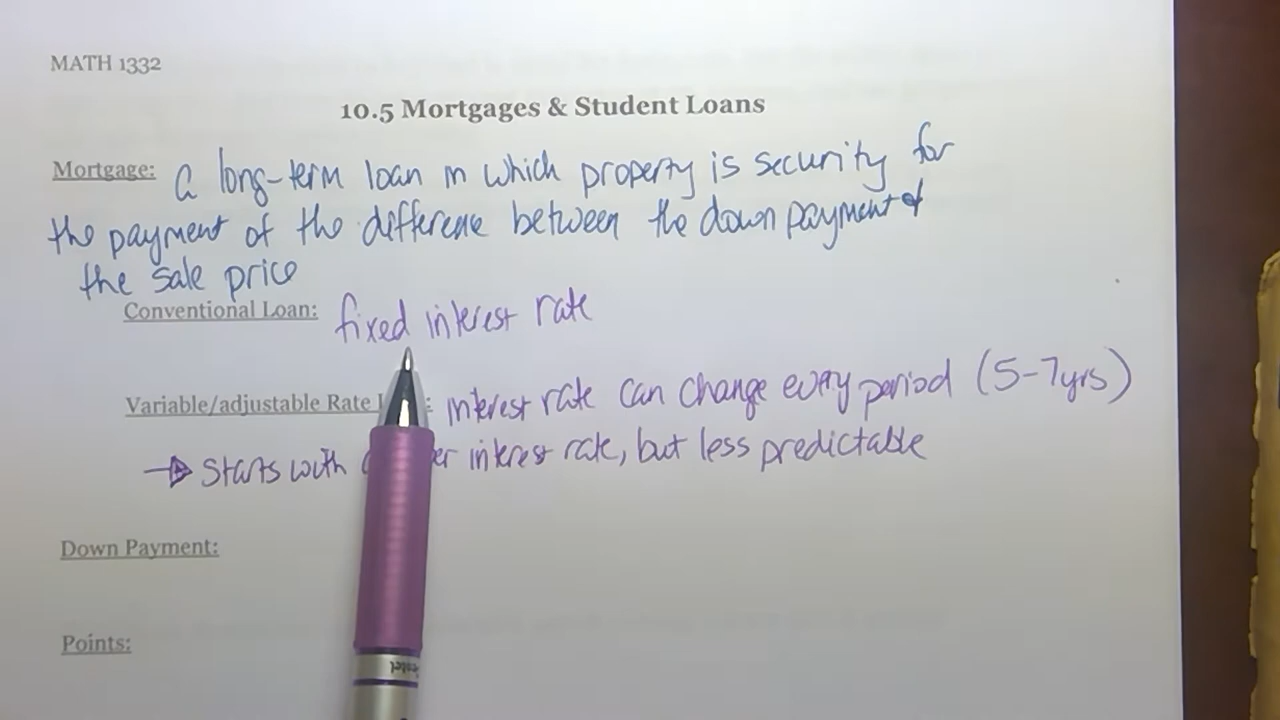 MATH 1332
10.5 Mortgages & Student Loans
Mortgage: a long-term loan in which property is security for
the payment of the difference between the down payment &
the sale price
Conventional Loan: fixed interest rate
Variable/adjustable Rate : interest rate can change every period (5-7yrs)
→ Starts with interest rate, but less predictable
Down Payment:
Points: